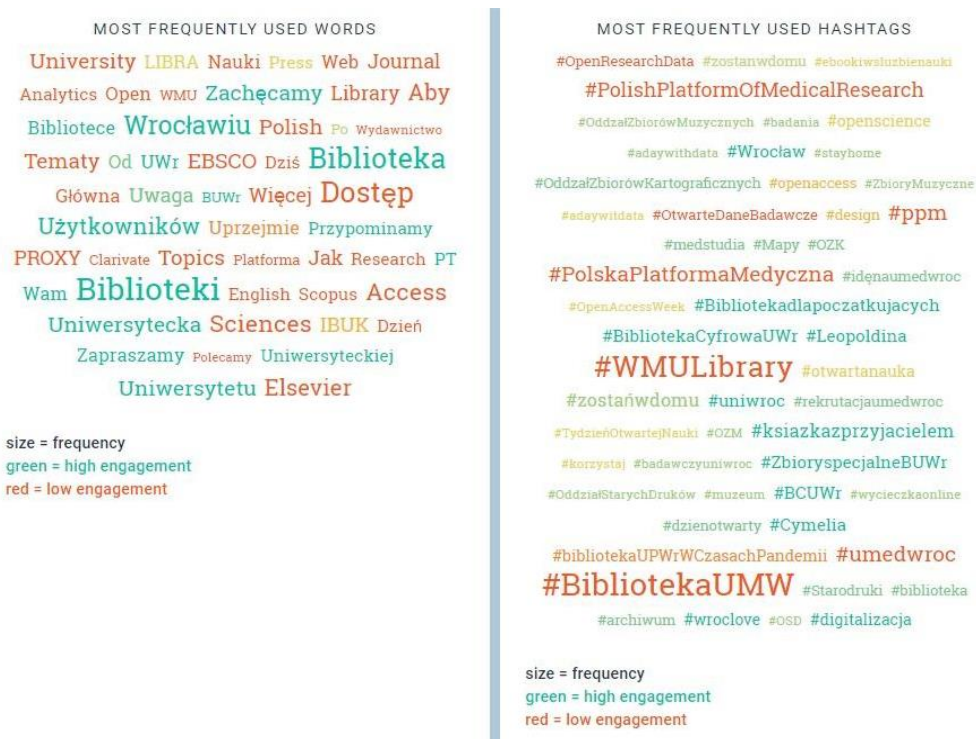 MOST FREQUENTLY USED WORDS
University LIBRA Nauki Press Web Journal
Analytics Open WMU Zachęcamy Library Aby
Bibliotece Wrocławiu Polish Po Wydawnictwo
Tematy Od UWr EBSCO Dziś Biblioteka
Główna Uwaga BUWr Więcej Dostęp
Użytkowników Uprzejmie Przypominamy
PROXY Clarivate Topics Platforma Jak Research PT
Wam Biblioteki English Scopus Access
Uniwersytecka Sciences IBUK Dzień
Zapraszamy Polecamy Uniwersyteckiej
Uniwersytetu Elsevier
size = frequency
green = high engagement
red = low engagement
MOST FREQUENTLY USED HASHTAGS
#OpenResearchData #zostanwdomu #ebookiwsluzbienauki
#PolishPlatformOfMedicalResearch
#OddzałZbiorówMuzycznych #badania #openscience
#adaywithdata #Wrocław #stayhome
#OddzałZbiorówKartograficznych #openaccess #ZbioryMuzyczne
#adaywitdata #OtwarteDaneBadawcze #design #ppm
#medstudia #Mapy #OZK
#PolskaPlatformaMedyczna #idęnaumedwroc
#OpenAccessWeek #Bibliotekadlapoczatkujacych
#BibliotekaCyfrowaUWr #Leopoldina
#WMULibrary #otwartanauka
#zostańwdomu #uniwroc #rekrutacjaumedwroc
#TydzieńOtwartejNauki #OZM #ksiazkazprzyjacielem
#korzystaj #badawczyuniwroc #ZbioryspecjalneBUWr
#OddziałStarychDruków #muzeum #BCUWr #wycieczkaonline
#dzienotwarty #Cymelia
#bibliotekaUPWrWCzasachPandemii #umedwroc
#BibliotekaUMW #Starodruki #biblioteka
#archiwum #wroclove #OSD #digitalizacja
size = frequency
green = high engagement
red = low engagement